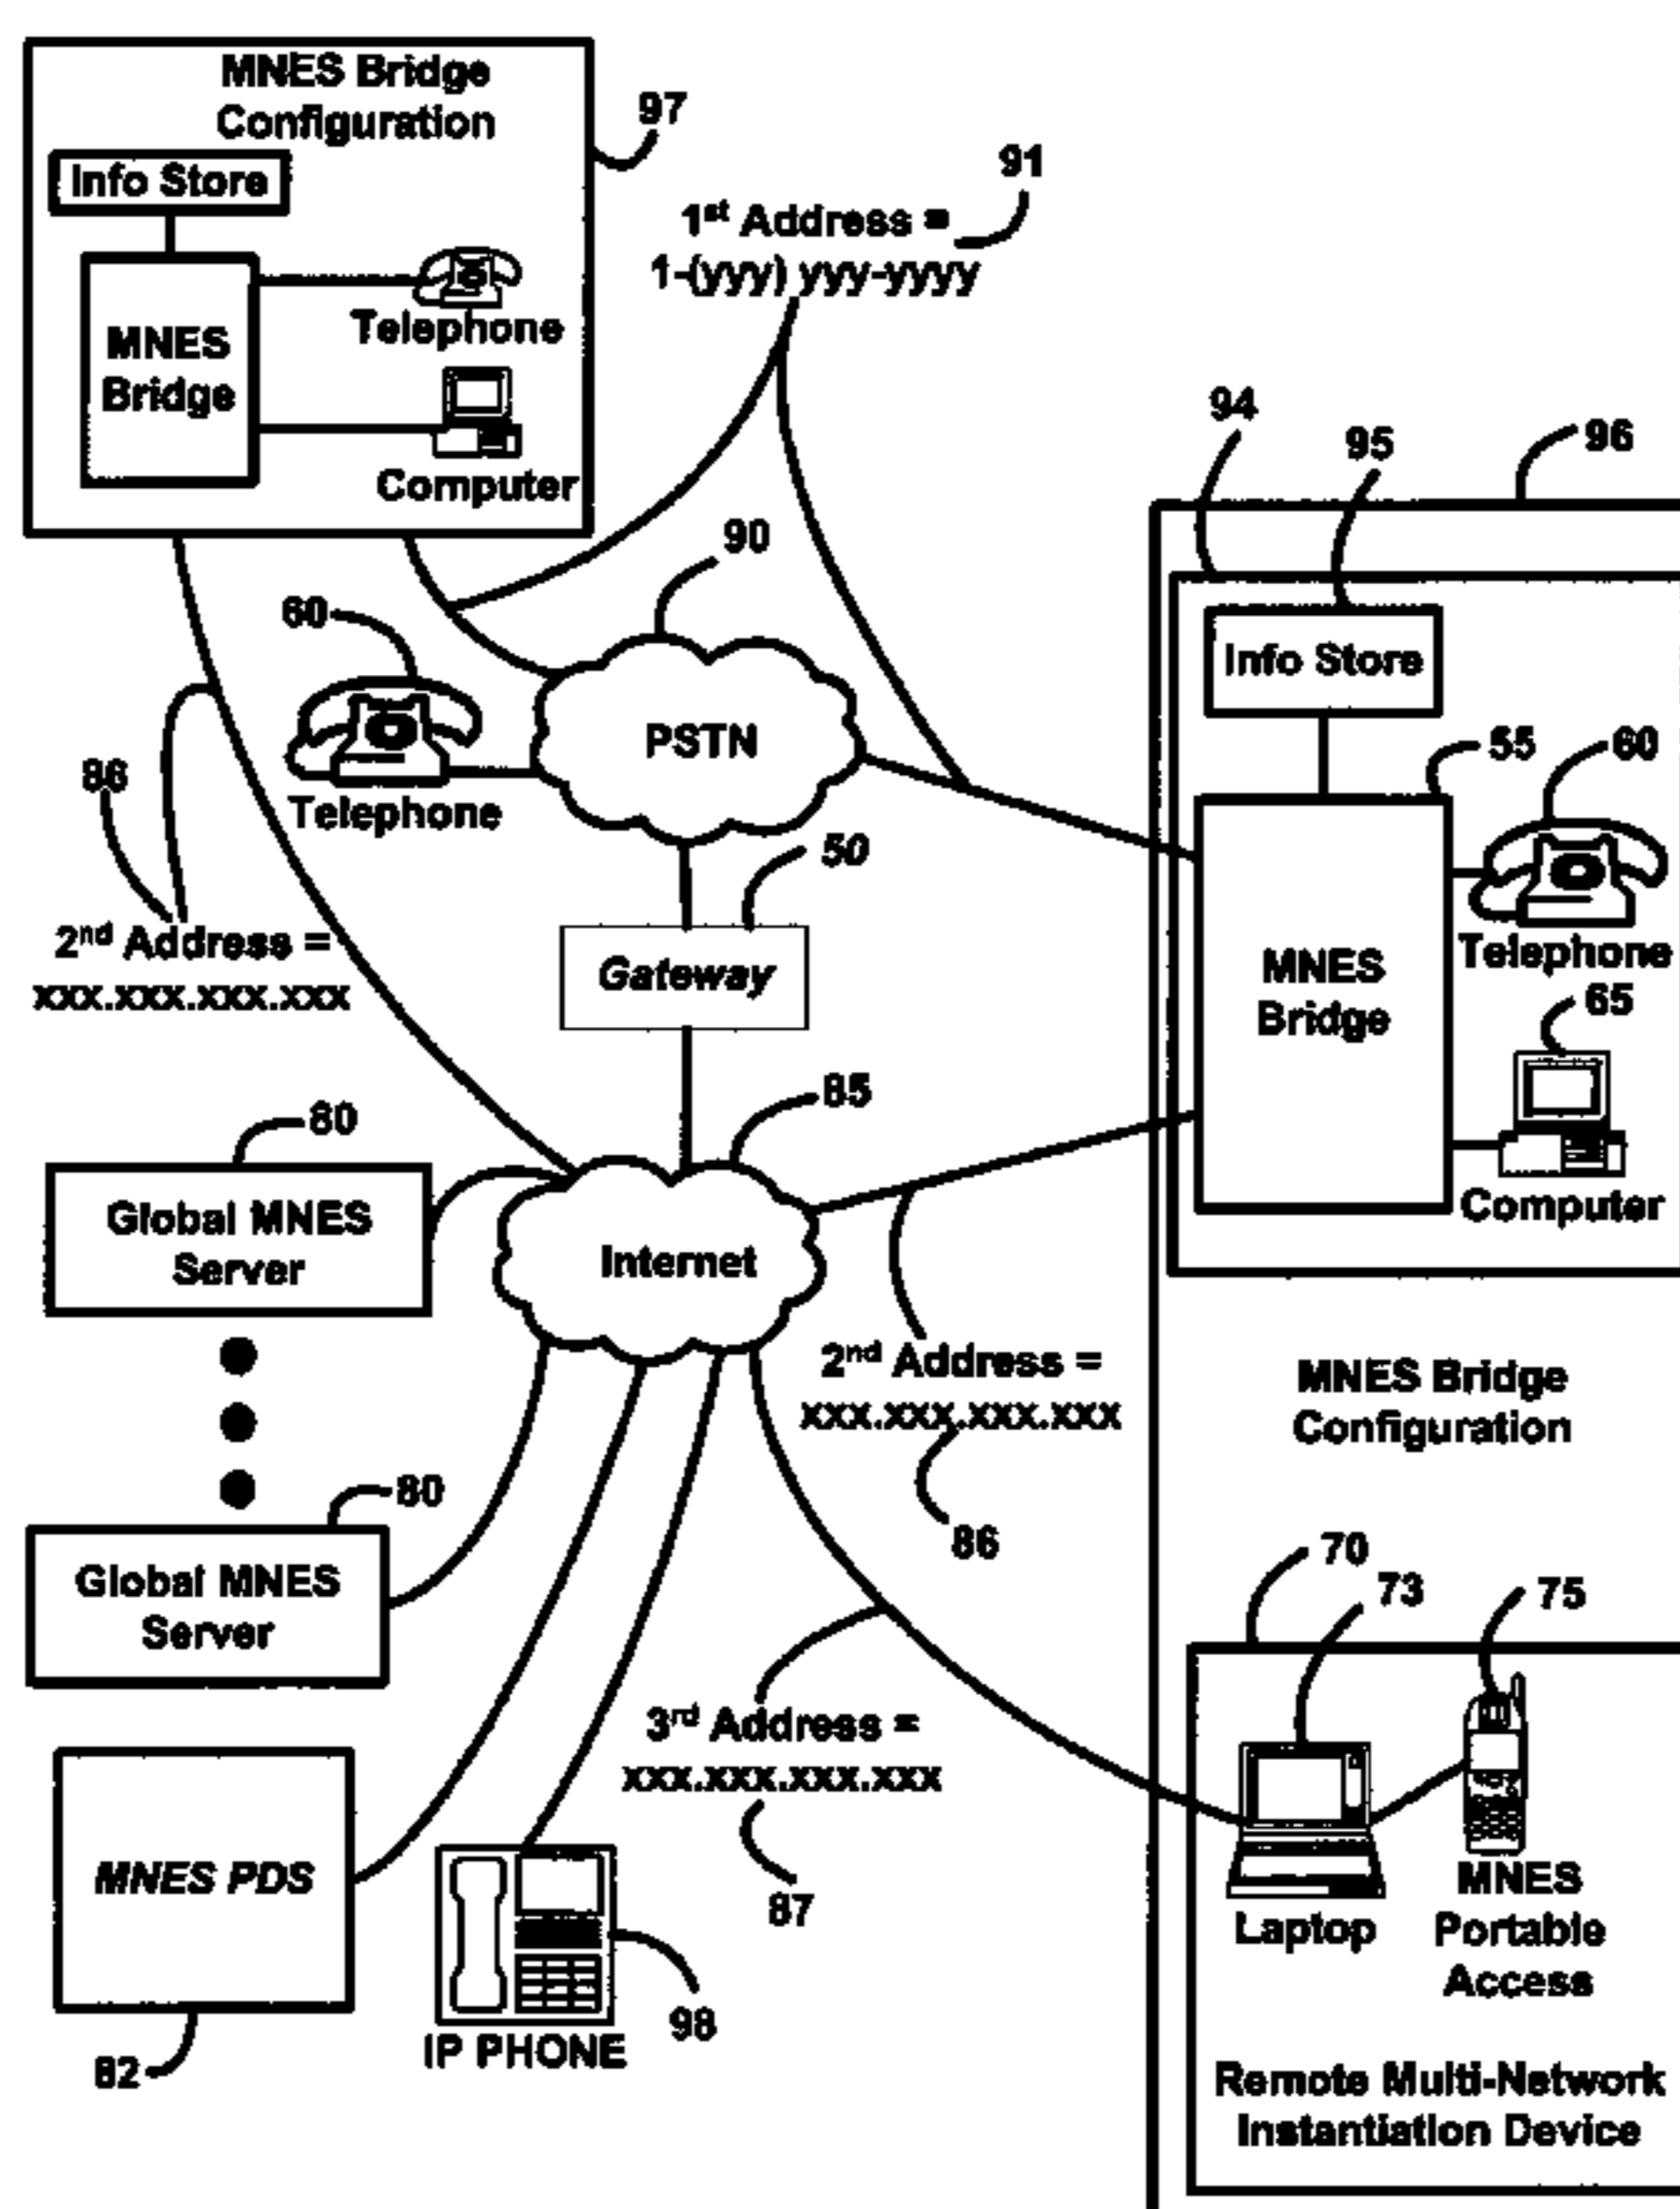 MNES Bridge
Configuration
97
Info Store
MNES
Bridge
Telephone
Computer
91
1st Address =
1-(yyy) yyy-yyyy
94
95
96
90
60
PSTN
Telephone
86
2nd Address =
xxx.xxx.xxx.xxx
50
Gateway
Info Store
55
60
MNES
Bridge
Telephone
65
Computer
85
80
Global MNES
Server
Internet
2nd Address =
xxx.xxx.xxx.xxx
86
MNES Bridge
Configuration
80
Global MNES
Server
70
73
75
3rd Address =
xxx.xxx.xxx.xxx
87
MNES PDS
82
98
IP PHONE
Laptop
MNES
Portable
Access
Remote Multi-Network
Instantiation Device